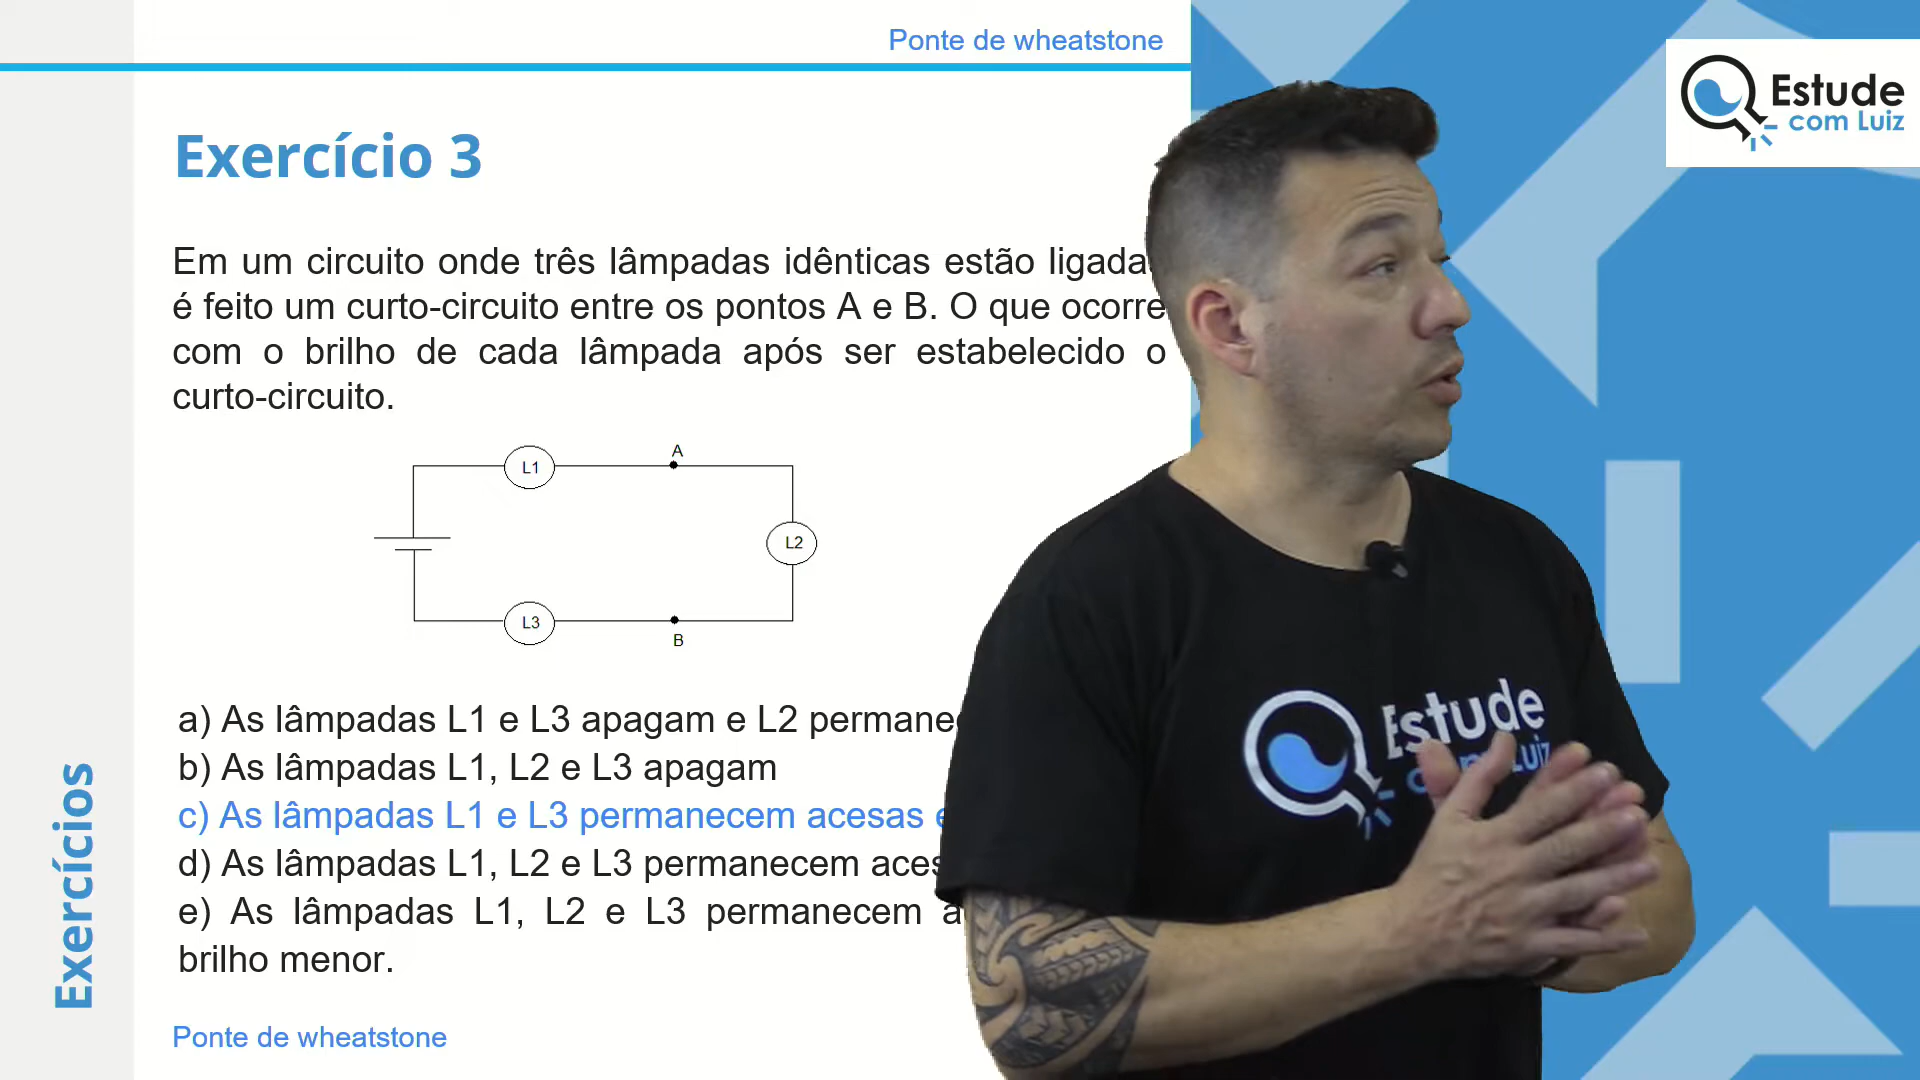 Ponte de wheatstone
Estude
com Luiz
Exercício 3
Em um circuito onde três lâmpadas idênticas estão
é feito um curto-circuito entre os pontos A e B. O que ocorre
com o brilho de cada lâmpada após ser estabelecido o
curto-circuito.
A
L1
L2
L3
B
a) As lâmpadas L1 e L3 apagam e L2
b) As lâmpadas L1, L2 e L3 apagam
c) As lâmpadas L1 e L3 permanecem acesas
d) As lâmpadas L1, L2 e L3 permanecem
e) As lâmpadas L1, L2 e L3 permanecem
brilho menor.
Exercícios
Ponte de wheatstone
Estude
Luiz